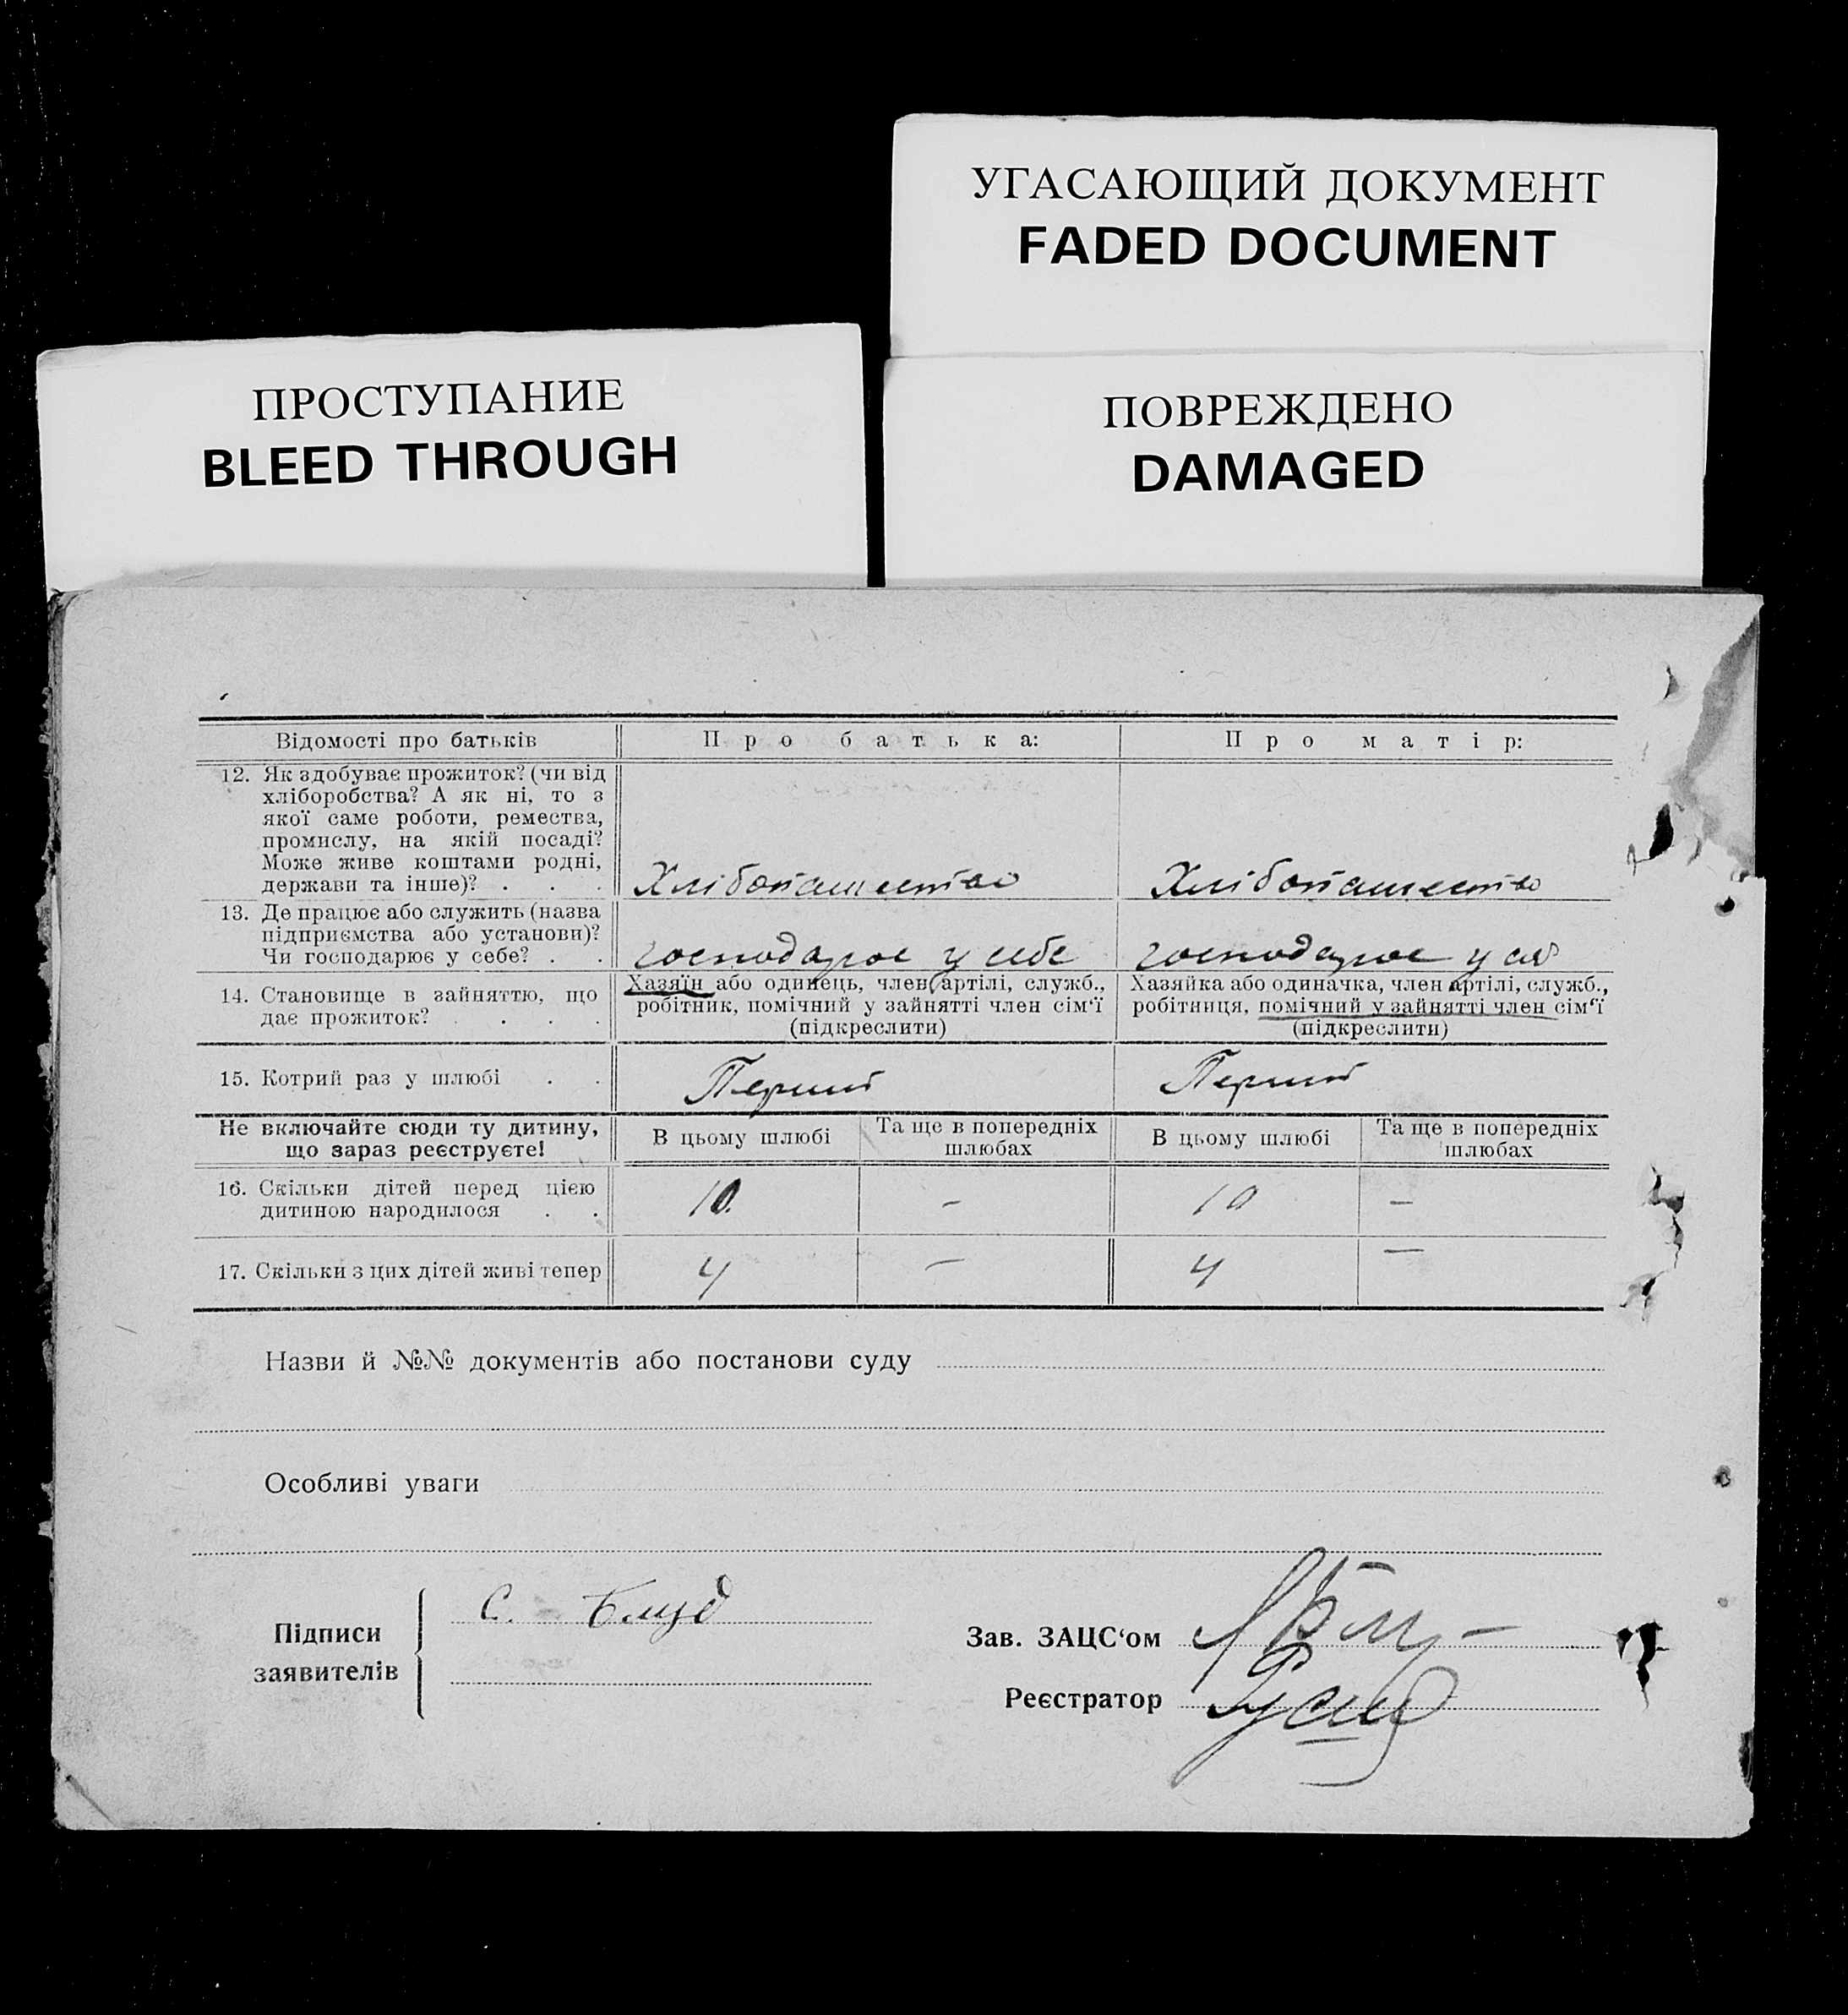 УГАСАЮЩИЙ ДОКУМЕНТ
FADED DOCUMENT
ПРОСТУПАНИЕ
BLEED THROUGH
ПОВРЕЖДЕНО
DAMAGED
Відомості про батьків
Про батька:
Про матір:
12. Як здобуває прожиток? (чи від
хліборобства? А як ні, то з
якої саме роботи, ремества,
промислу, на якій посаді?
Може живе коштами родні,
держави та інше)? . . .
Хлібопашество
Хлібопашество
13. Де працює або служить (назва
підприємства або установи)?
Чи господарює у себе? . .
господарює у себе
господарює у
14. Становище в зайняттю, що
дає прожиток? . . . .
Хазяїн або одинець, член артілі, служб.,
робітник, помічний у зайнятті член сім‘ї
(підкреслити)
Хазяйка або одиначка, член артілі, служб.,
робітниця, помічний у зайнятті член сім‘ї
(підкреслити)
15. Котрий раз у шлюбі . .
Перший
Перший
Не включайте сюди ту дитину,
що зараз реєструєте!
В цьому шлюбі
Та ще в попередніх
шлюбах
В цьому шлюбі
Та ще в попередніх
шлюбах
16. Скільки дітей перед цією
дитиною народилося . .
10.
–
10
–
17. Скільки з цих дітей живі тепер
4
–
4
–
Назви й №№ документів або постанови суду
Особливі уваги
Підписи
заявителів
С. Блуд
Зав. ЗАЦС‘ом
Реєстратор